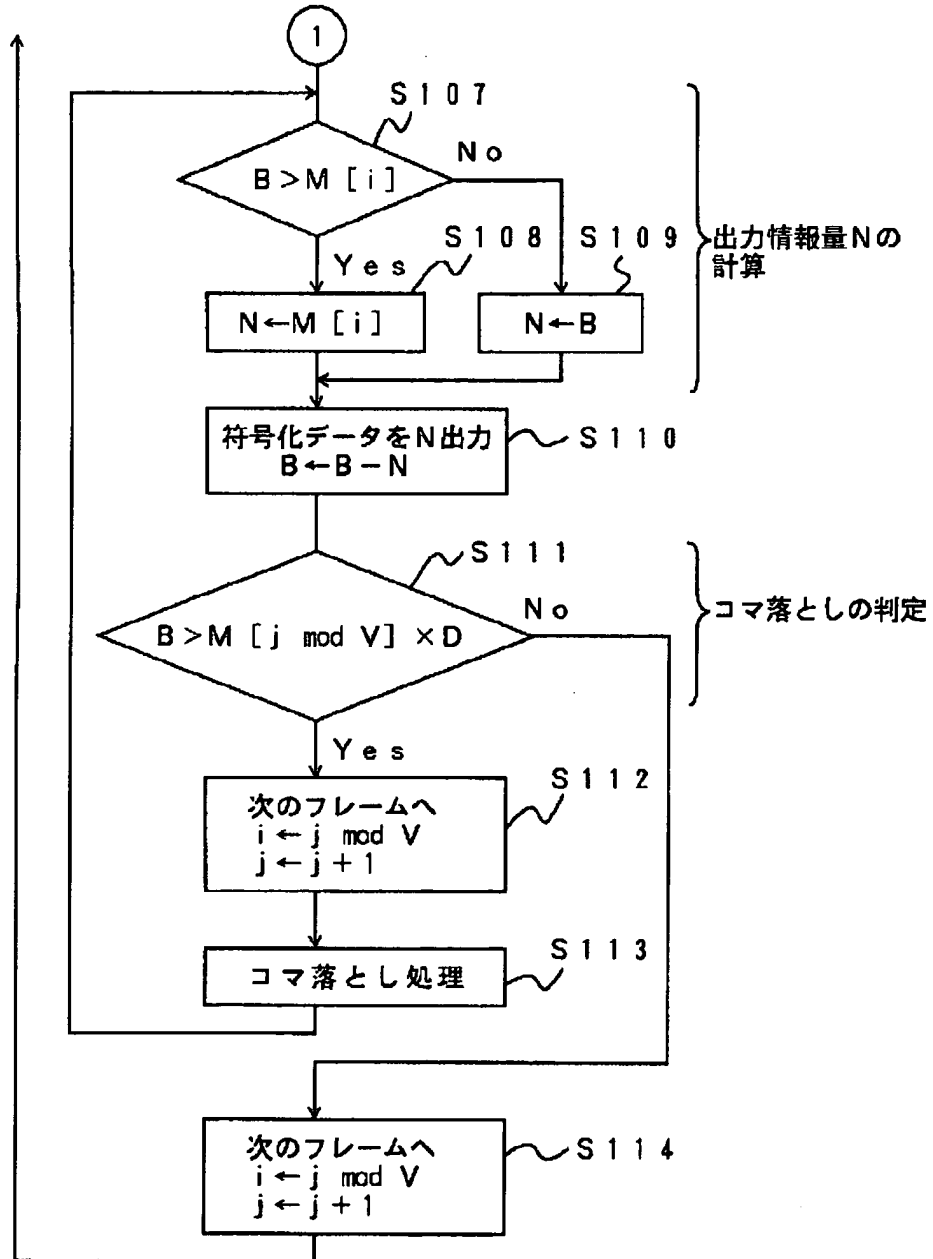 1
S107
B>M[i]
No
Yes
S108
S109
N←M[i]
N←B
出力情報量Nの
計算
符号化データをN出力
B←B−N
S110
S111
B>M[j mod V]×D
No
コマ落としの判定
Yes
S112
次のフレームへ
i←j mod V
j←j+1
S113
コマ落とし処理
次のフレームへ
i←j mod V
j←j+1
S114